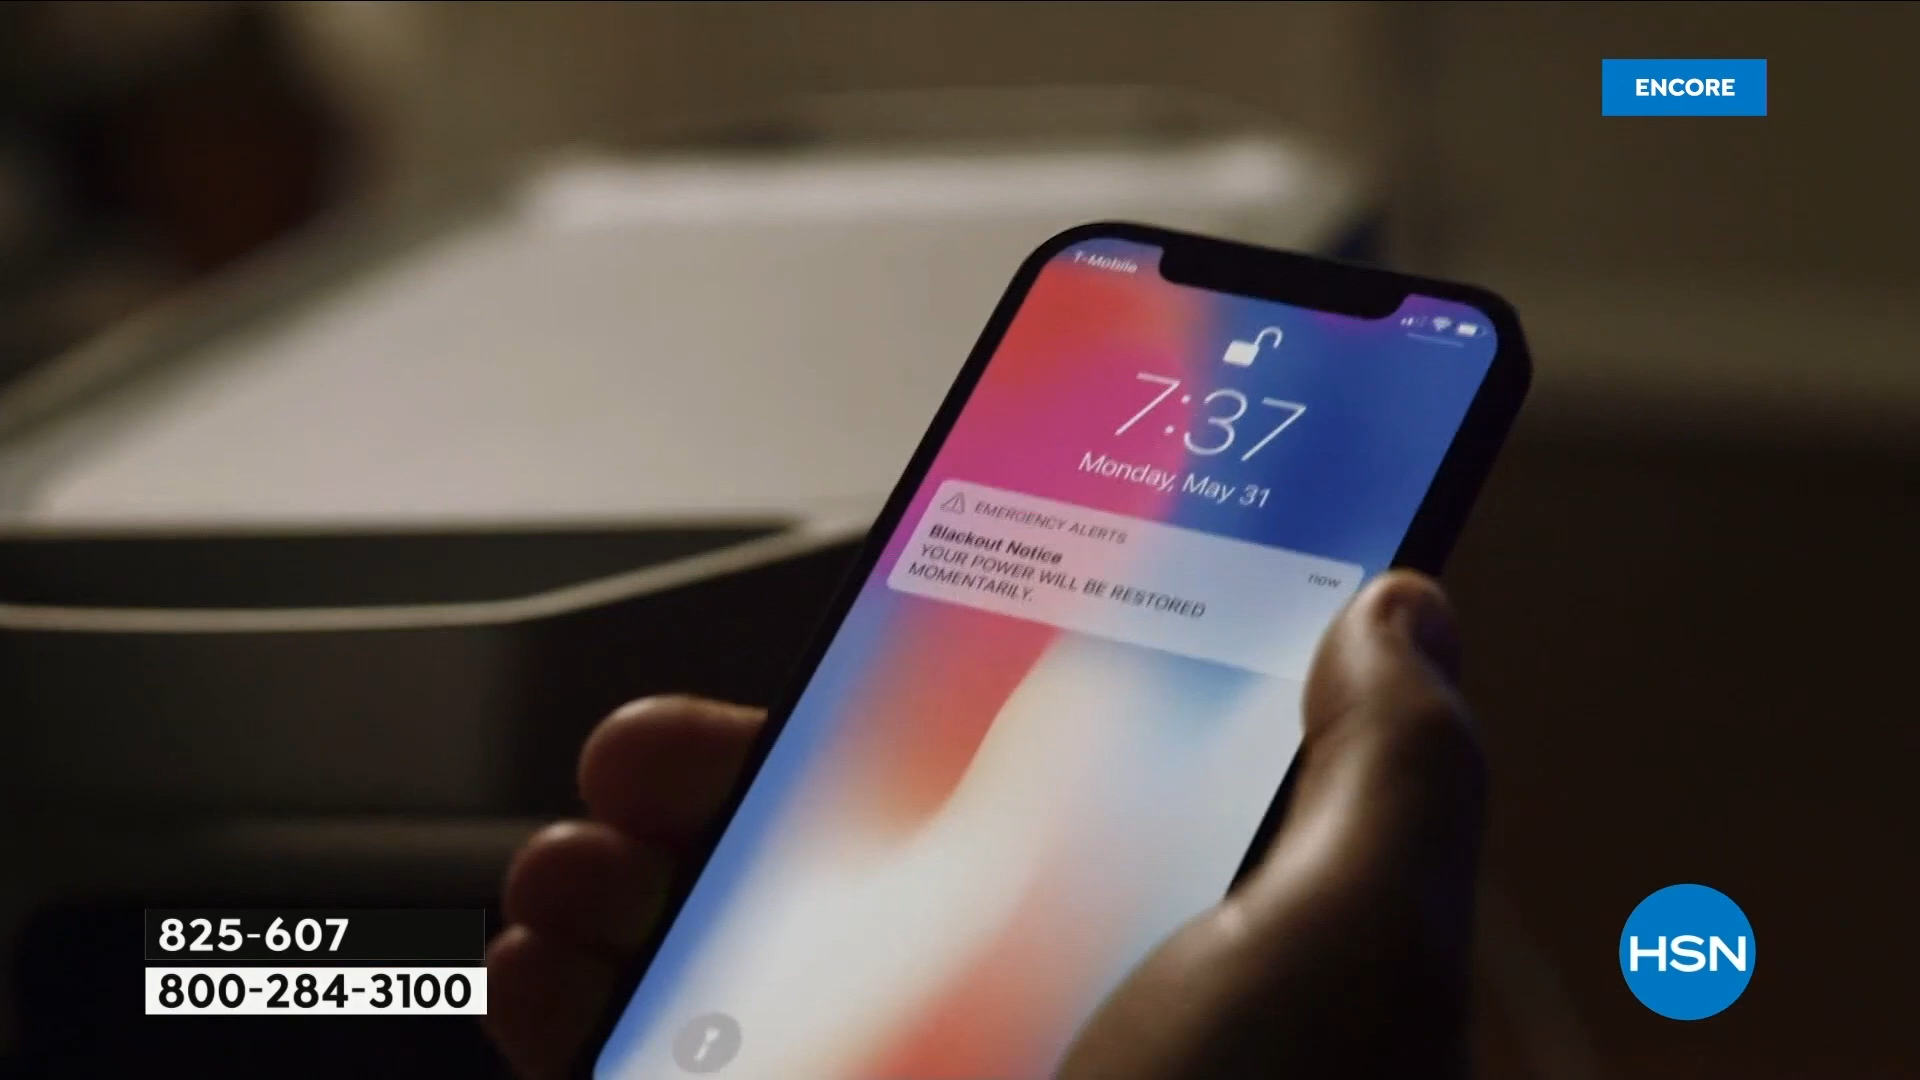 ENCORE
T-Mobile
7:37
Monday, May 31
EMERGENCY ALERTS
now
Blackout Notice
YOUR POWER WILL BE RESTORED
MOMENTARILY.
825-607
800-284-3100
HSN